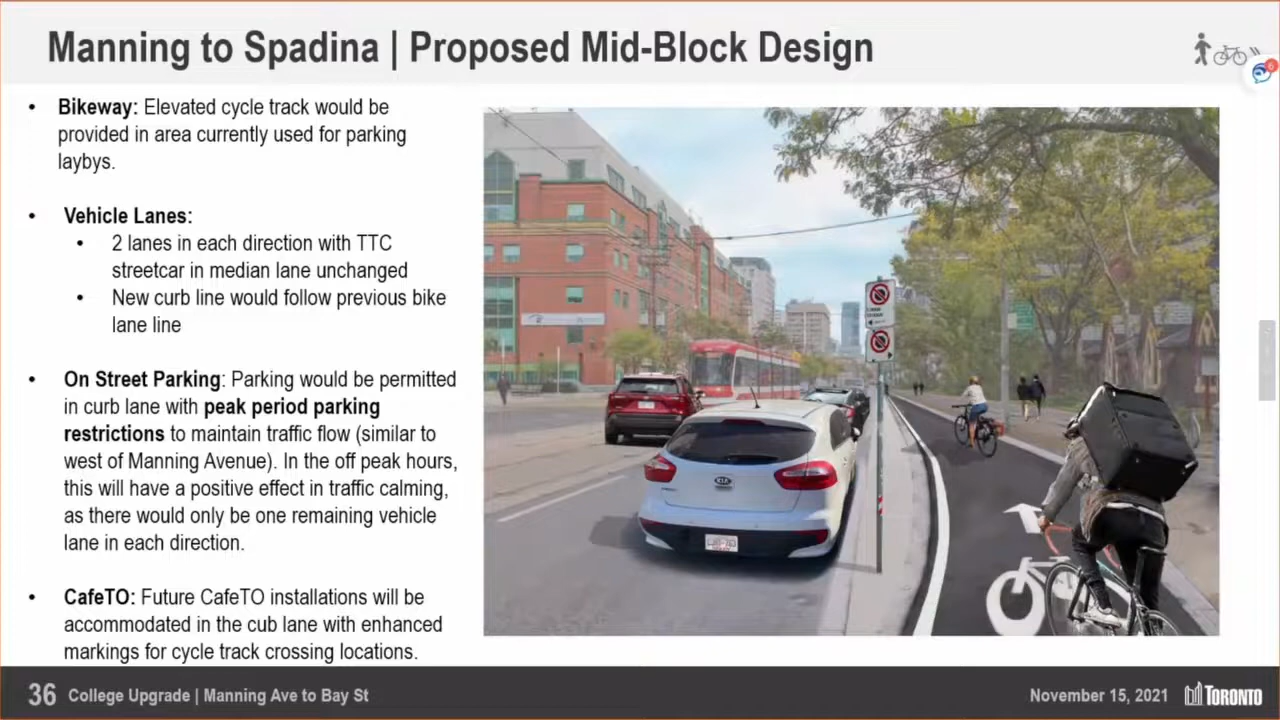 Manning to Spadina | Proposed Mid-Block Design
6
• Bikeway: Elevated cycle track would be
provided in area currently used for parking
laybys.
• Vehicle Lanes:
• 2 lanes in each direction with TTC
streetcar in median lane unchanged
• New curb line would follow previous bike
lane line
• On Street Parking: Parking would be permitted
in curb lane with peak period parking
restrictions to maintain traffic flow (similar to
west of Manning Avenue). In the off peak hours,
this will have a positive effect in traffic calming,
as there would only be one remaining vehicle
lane in each direction.
• CafeTO: Future CafeTO installations will be
accommodated in the cub lane with enhanced
markings for cycle track crossing locations.
KIA
36 College Upgrade | Manning Ave to Bay St
November 15, 2021 TORONTO